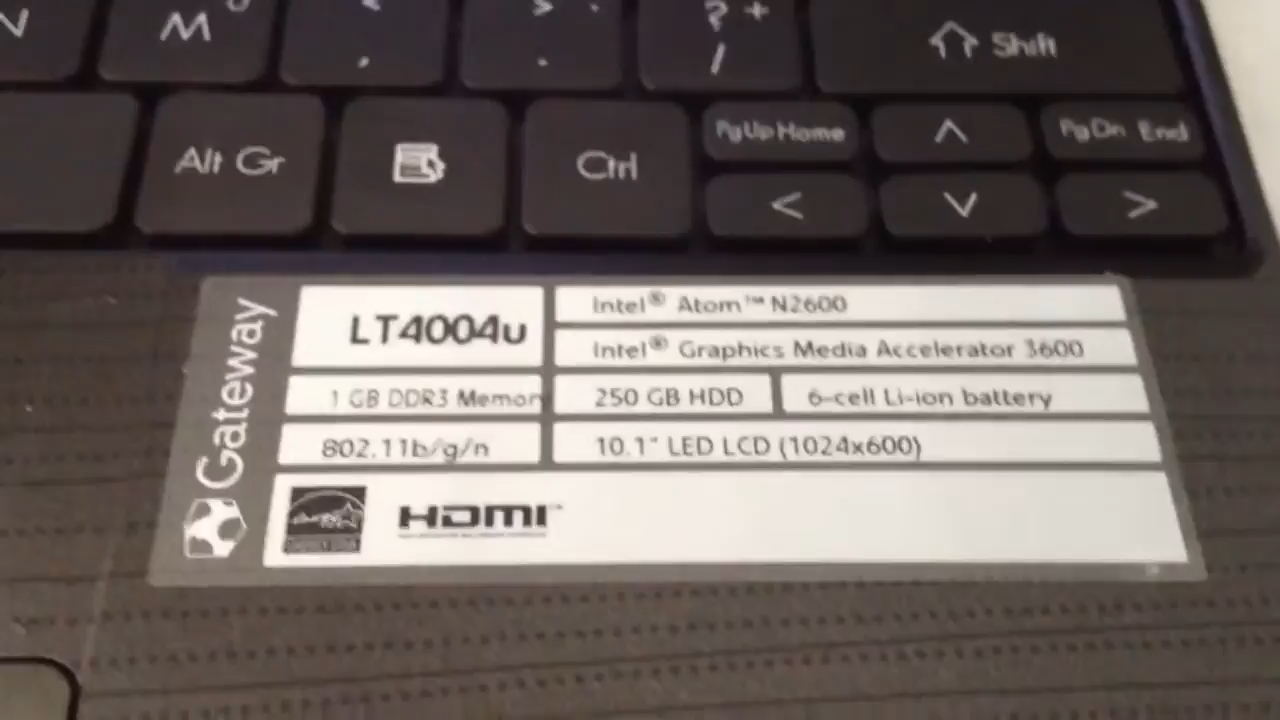 N M < , > . ? + / Shift
Alt Gr Ctrl PgUp Home ^ PgDn End
< v >
Gateway
LT4004u
Intel® Atom™ N2600
Intel® Graphics Media Accelerator 3600
1 GB DDR3 Memory
250 GB HDD
6-cell Li-ion battery
802.11b/g/n
10.1" LED LCD (1024x600)
HDMI